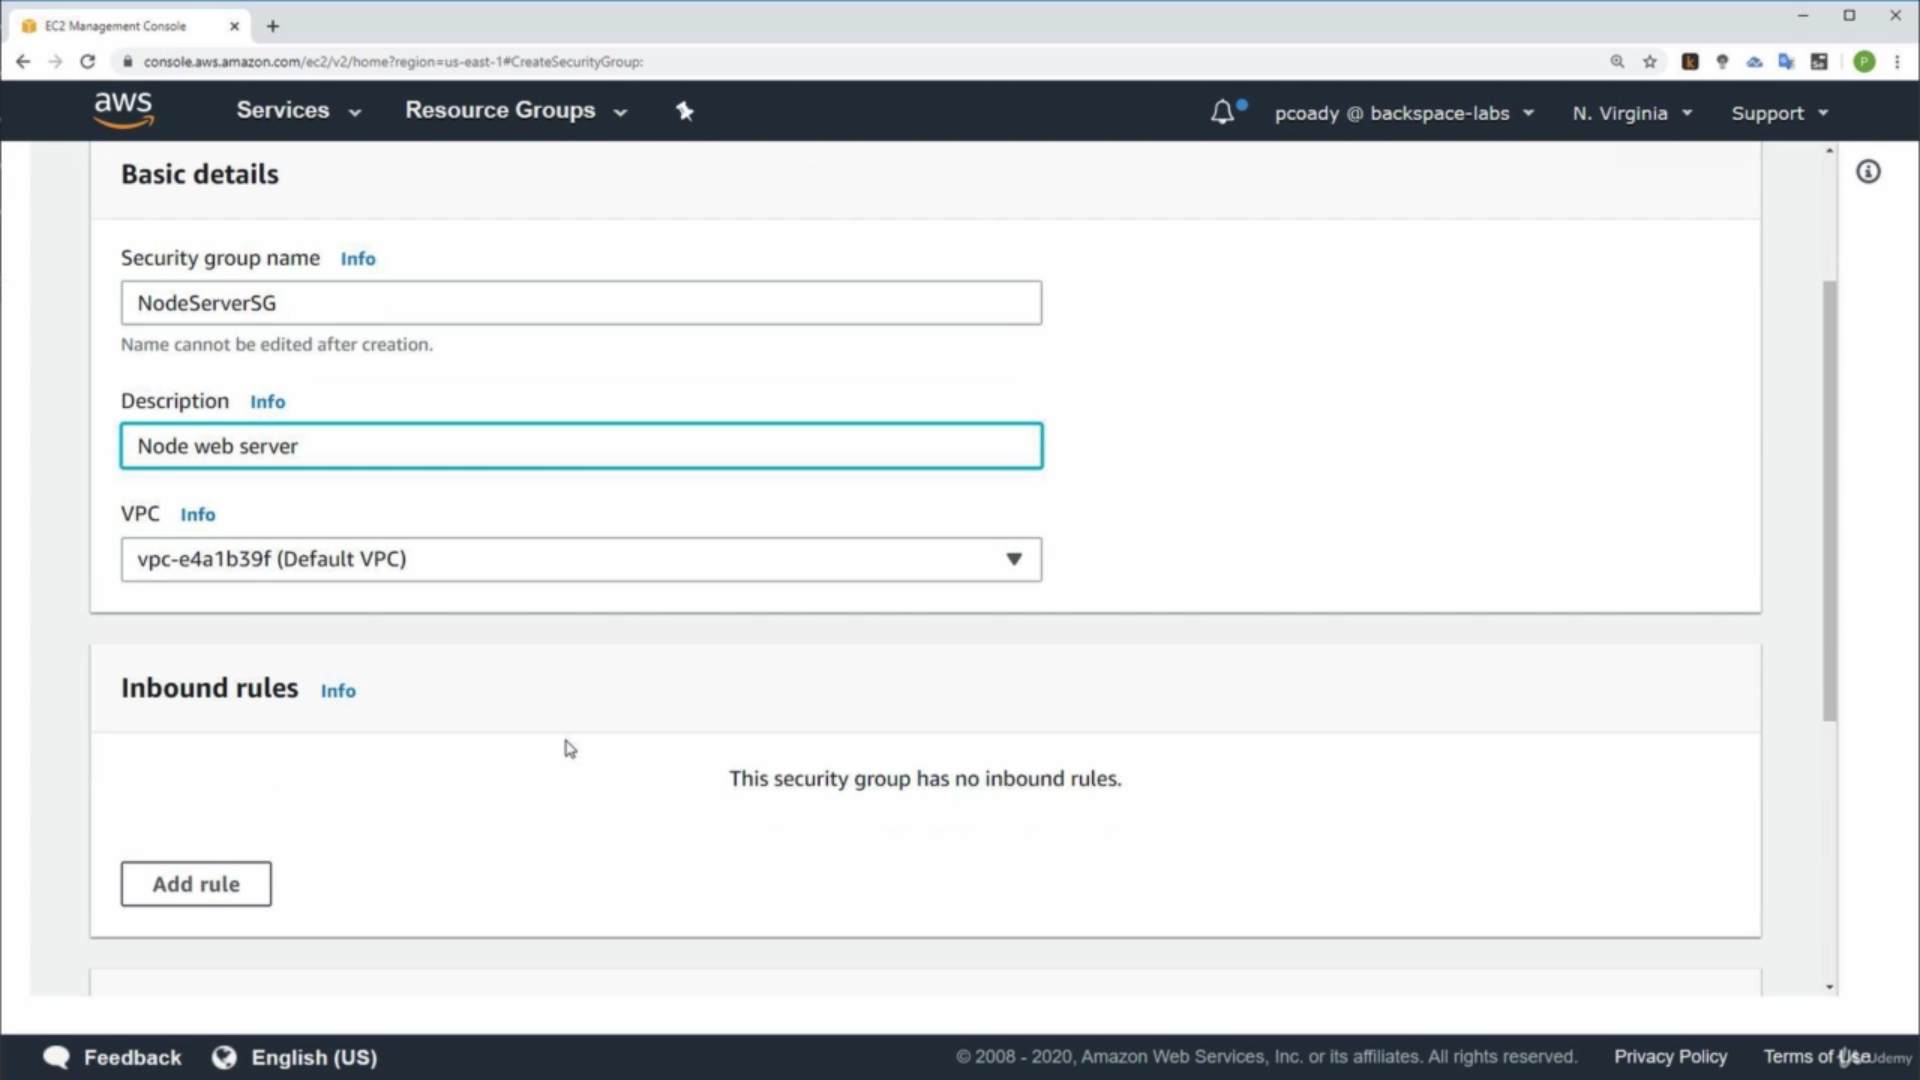 EC2 Management Console
console.aws.amazon.com/ec2/v2/home?region=us-east-1#CreateSecurityGroup:
aws Services Resource Groups pcoady @ backspace-labs N. Virginia Support
Basic details
Security group name Info
NodeServerSG
Name cannot be edited after creation.
Description Info
Node web server
VPC Info
vpc-e4a1b39f (Default VPC)
Inbound rules Info
This security group has no inbound rules.
Add rule
Feedback English (US) © 2008 - 2020, Amazon Web Services, Inc. or its affiliates. All rights reserved. Privacy Policy Terms of Use
Udemy